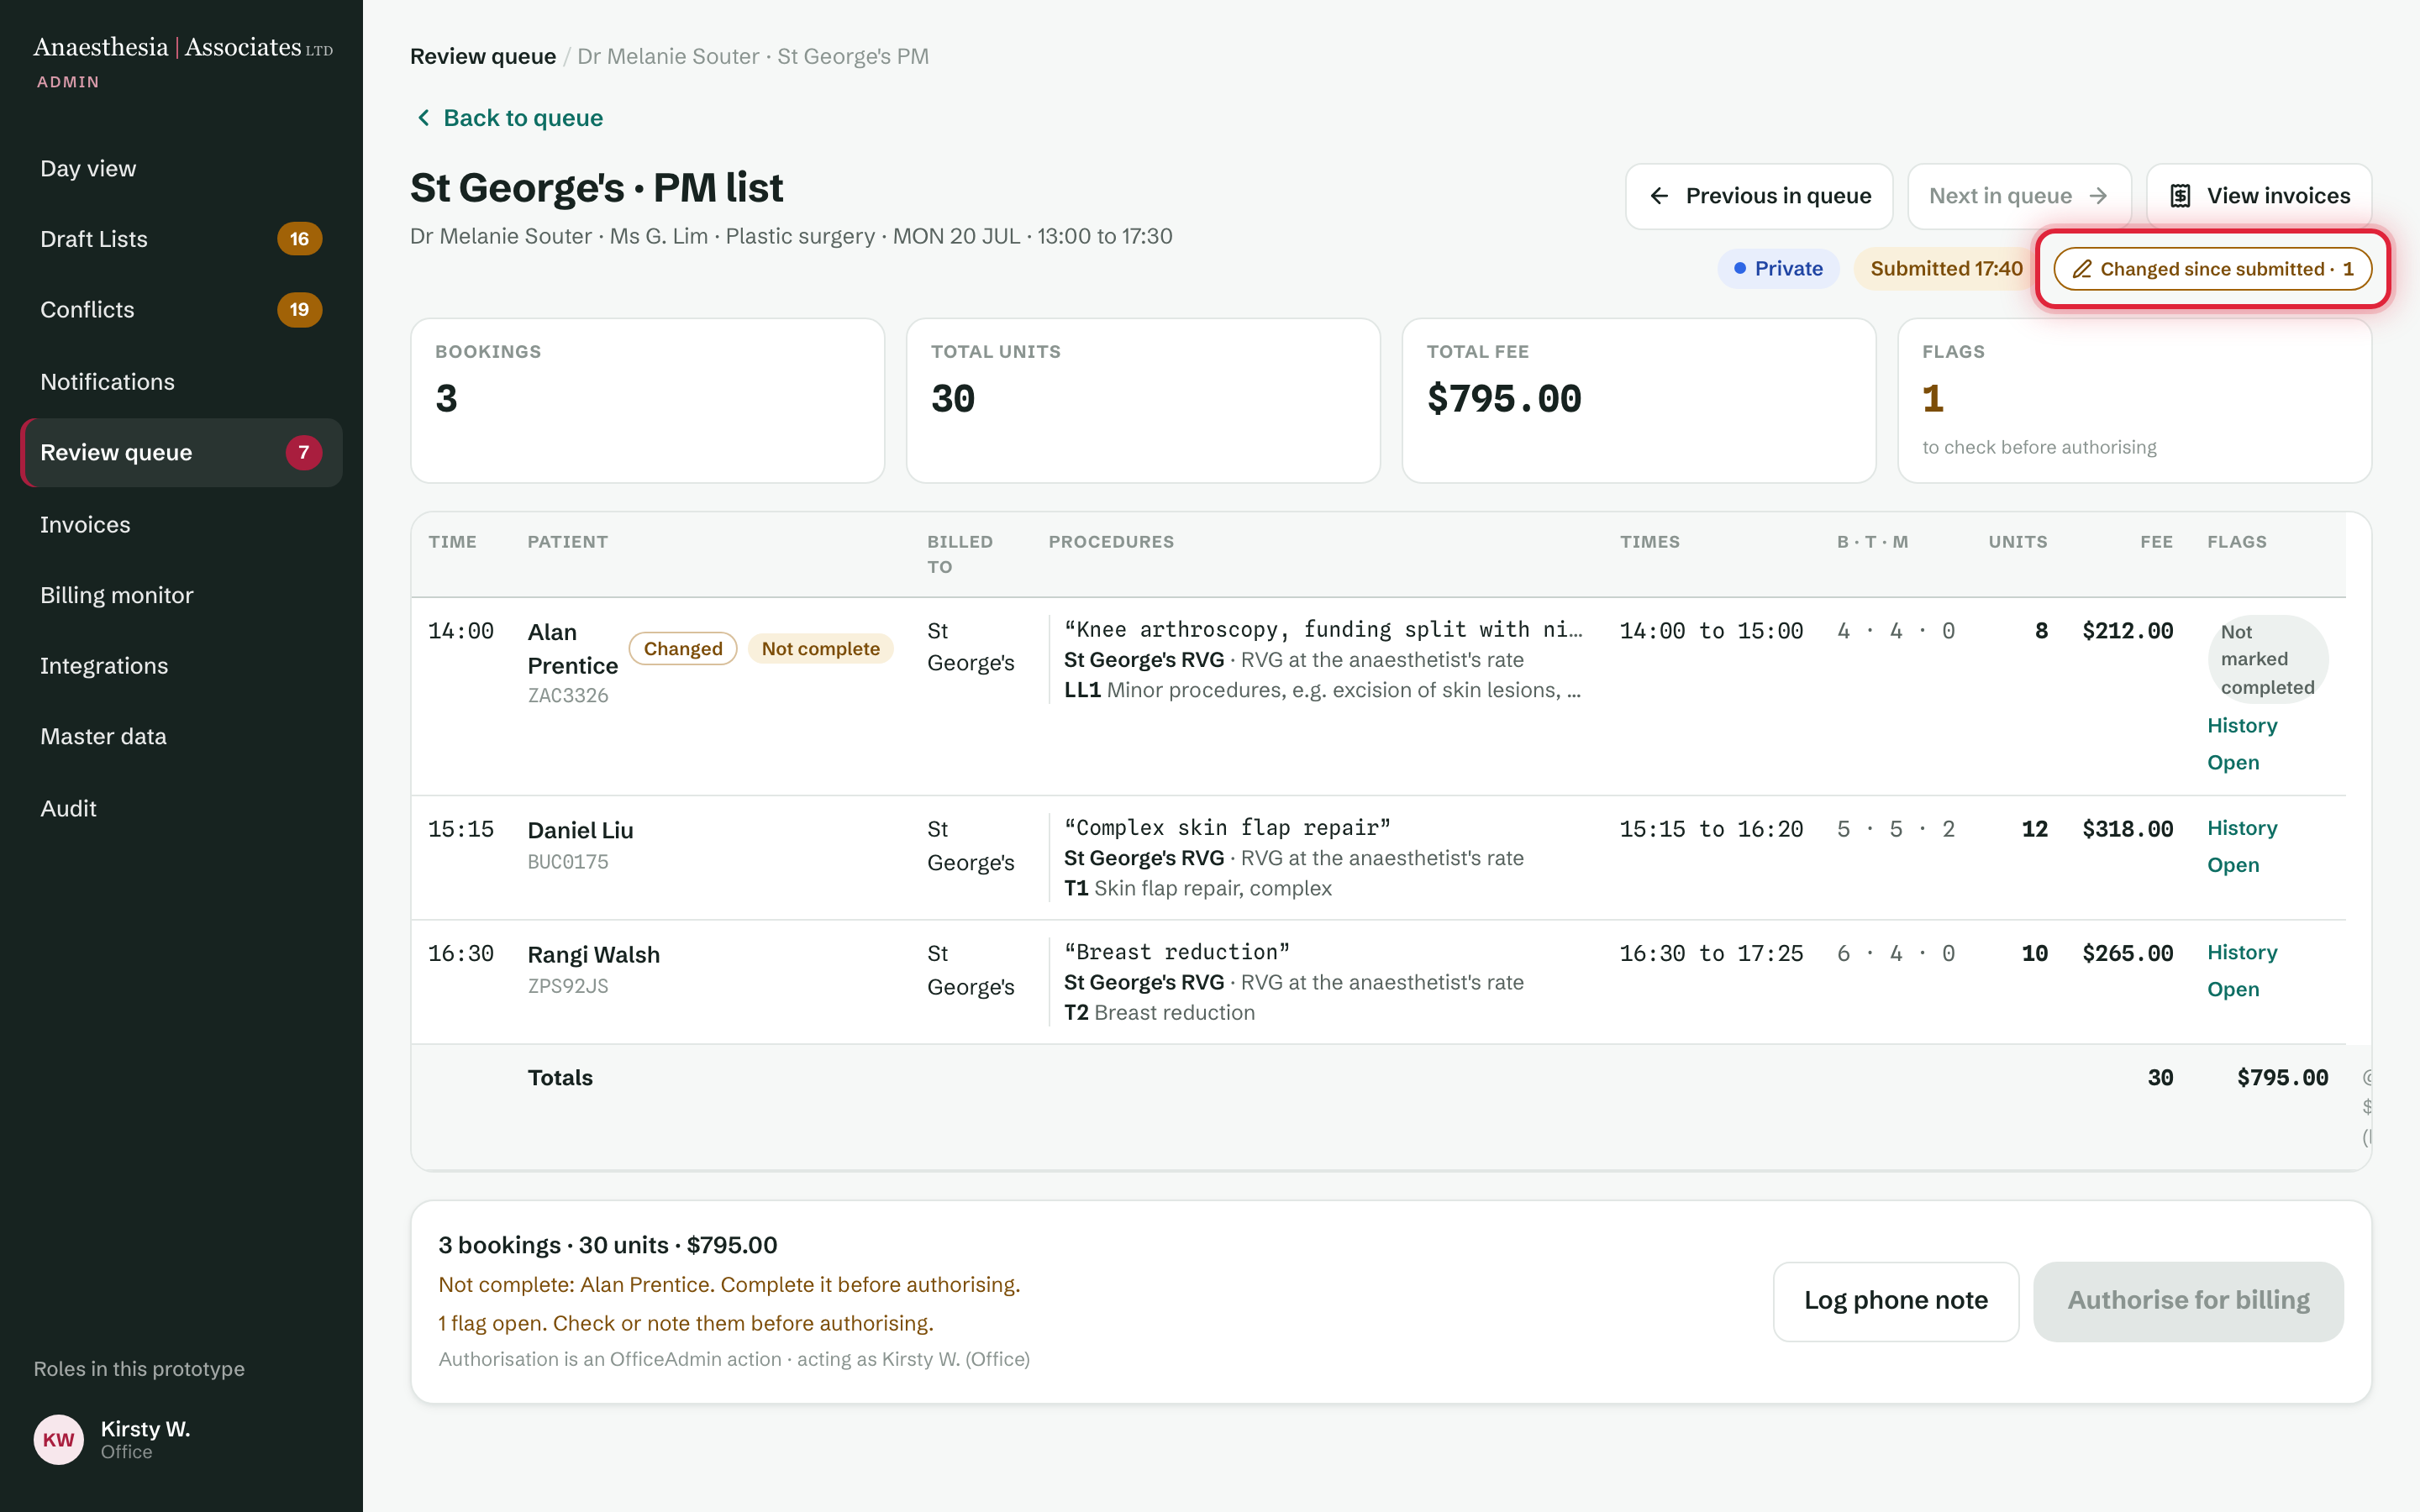 Anaesthesia | Associates LTD
ADMIN
Day view
Draft Lists 16
Conflicts 19
Notifications
Review queue 7
Invoices
Billing monitor
Integrations
Master data
Audit
Roles in this prototype
KW Kirsty W.
Office
Review queue / Dr Melanie Souter · St George's PM
Back to queue
St George's · PM list
Dr Melanie Souter · Ms G. Lim · Plastic surgery · MON 20 JUL · 13:00 to 17:30
Previous in queue
Next in queue
View invoices
Private
Submitted 17:40
Changed since submitted · 1
BOOKINGS
3
TOTAL UNITS
30
TOTAL FEE
$795.00
FLAGS
1
to check before authorising
TIME PATIENT BILLED TO PROCEDURES TIMES B · T · M UNITS FEE FLAGS
14:00
Alan Prentice
ZAC3326
Changed
Not complete
St George's
“Knee arthroscopy, funding split with ni…
St George's RVG · RVG at the anaesthetist's rate
LL1 Minor procedures, e.g. excision of skin lesions, …
14:00 to 15:00
4 · 4 · 0
8
$212.00
Not marked completed
History
Open
15:15
Daniel Liu
BUC0175
St George's
“Complex skin flap repair”
St George's RVG · RVG at the anaesthetist's rate
T1 Skin flap repair, complex
15:15 to 16:20
5 · 5 · 2
12
$318.00
History
Open
16:30
Rangi Walsh
ZPS92JS
St George's
“Breast reduction”
St George's RVG · RVG at the anaesthetist's rate
T2 Breast reduction
16:30 to 17:25
6 · 4 · 0
10
$265.00
History
Open
Totals 30 $795.00
3 bookings · 30 units · $795.00
Not complete: Alan Prentice. Complete it before authorising.
1 flag open. Check or note them before authorising.
Authorisation is an OfficeAdmin action · acting as Kirsty W. (Office)
Log phone note
Authorise for billing